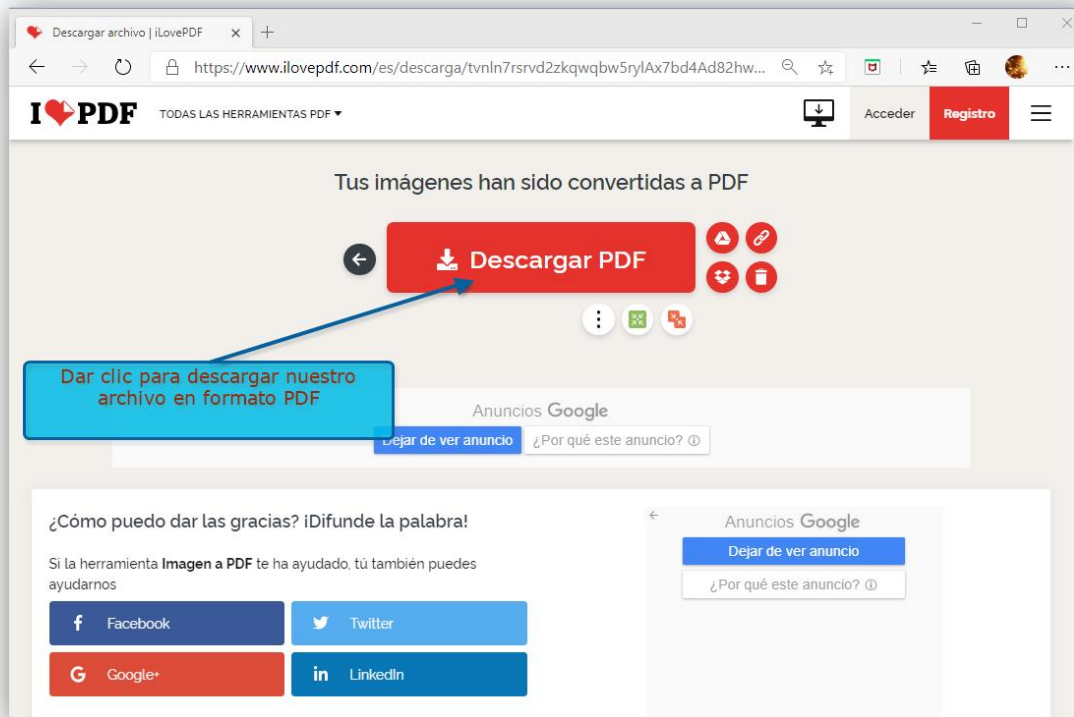 Descargar archivo | iLovePDF
https://www.ilovepdf.com/es/descarga/tvnln7rsrvd2zkqwqbw5rylAx7bd4Ad82hw...
I PDF
TODAS LAS HERRAMIENTAS PDF
Acceder
Registro
Tus imágenes han sido convertidas a PDF
Descargar PDF
Dar clic para descargar nuestro
archivo en formato PDF
Anuncios Google
Dejar de ver anuncio
¿Por qué este anuncio?
¿Cómo puedo dar las gracias? ¡Difunde la palabra!
Si la herramienta Imagen a PDF te ha ayudado, tú también puedes
ayudarnos
Facebook
Twitter
Google+
LinkedIn
Anuncios Google
Dejar de ver anuncio
¿Por qué este anuncio?